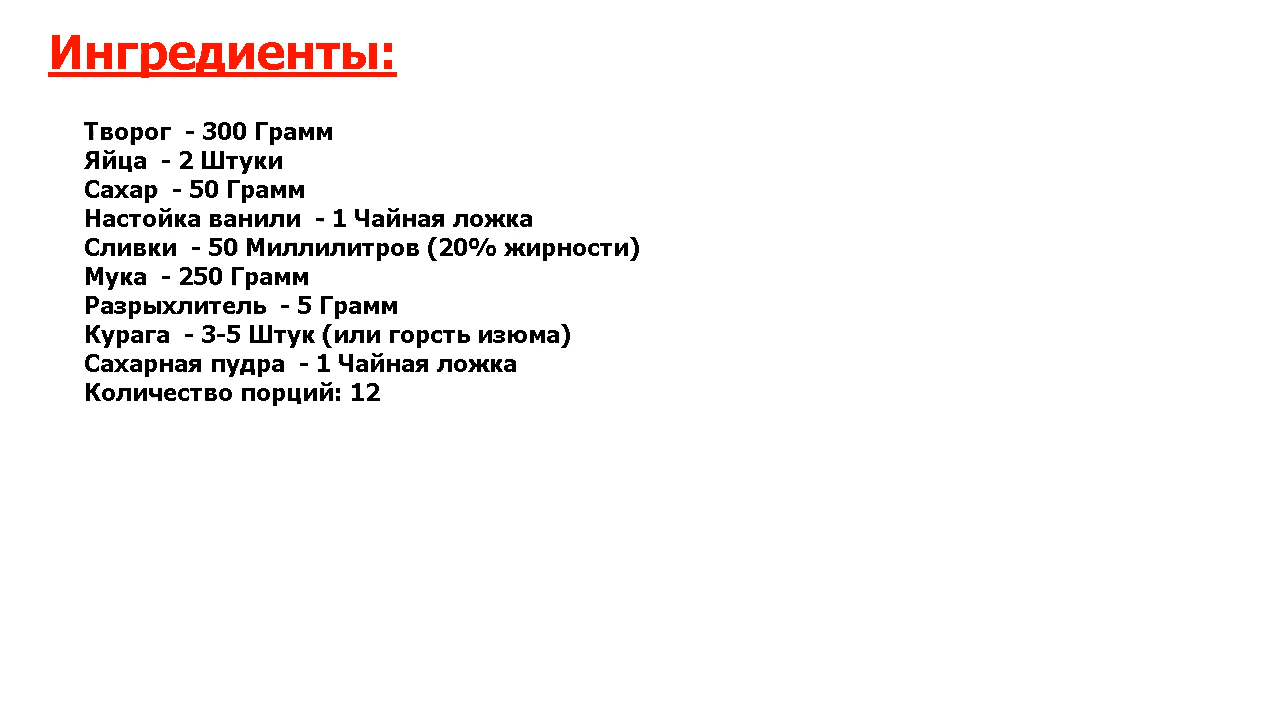 Ингредиенты:
Творог  - 300 Грамм
Яйца  - 2 Штуки
Сахар  - 50 Грамм
Настойка ванили  - 1 Чайная ложка
Сливки  - 50 Миллилитров (20% жирности)
Мука  - 250 Грамм
Разрыхлитель  - 5 Грамм
Курага  - 3-5 Штук (или горсть изюма)
Сахарная пудра  - 1 Чайная ложка
Количество порций: 12